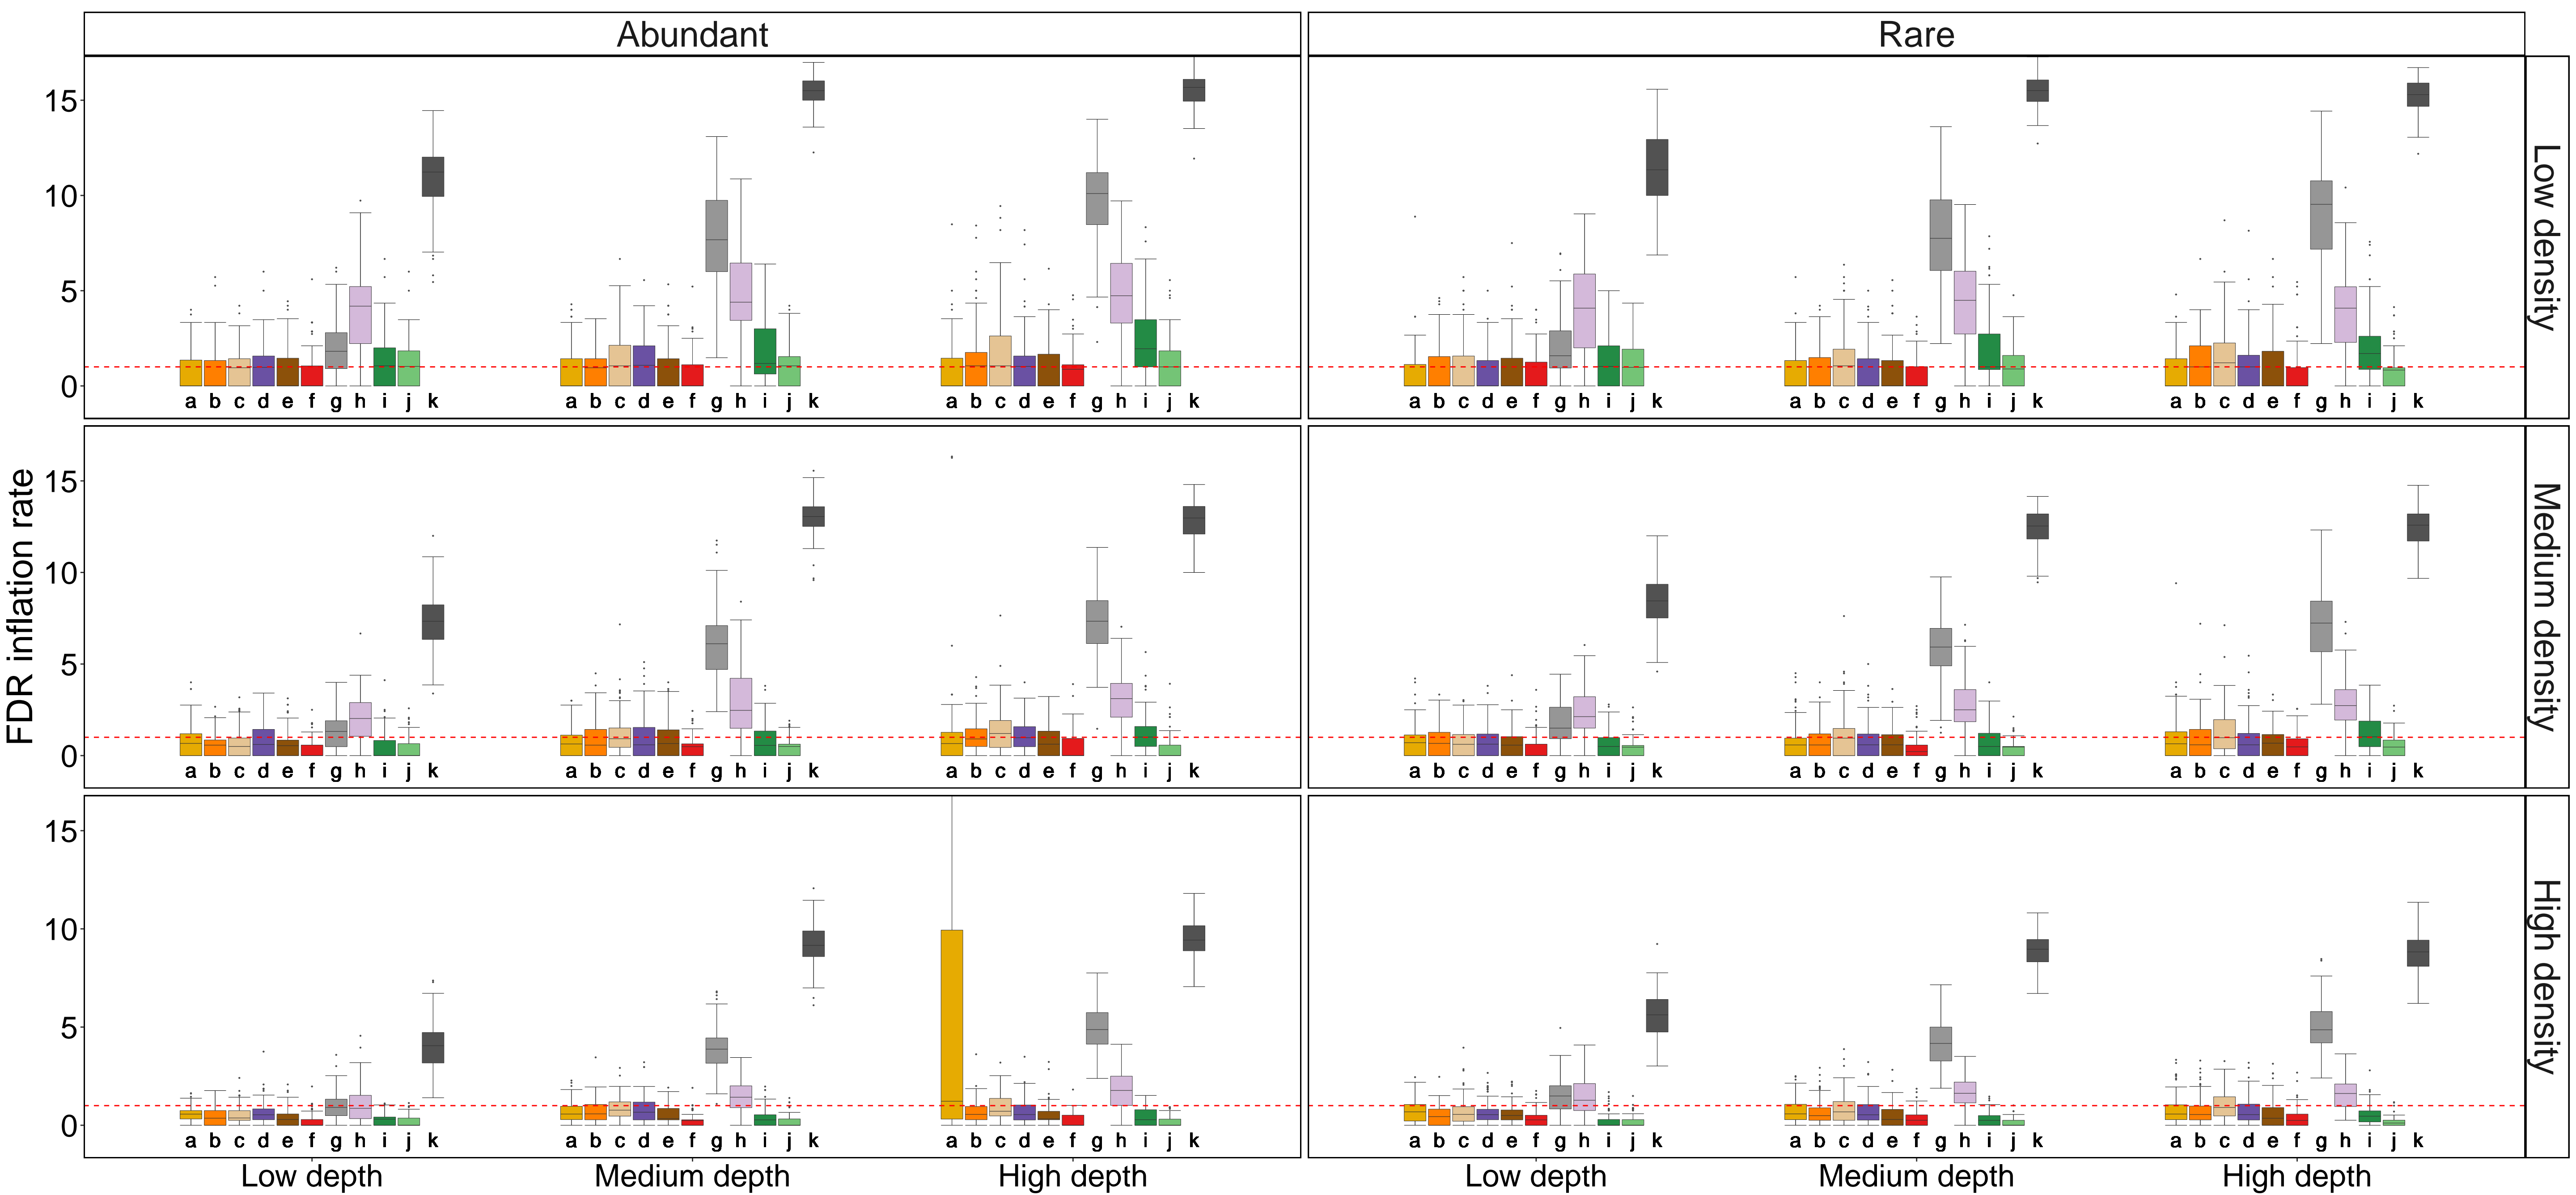 Abundant
Rare
15
10
5
0
a b c d e f g h i j k a b c d e f g h i j k a b c d e f g h i j k
a b c d e f g h i j k a b c d e f g h i j k a b c d e f g h i j k
Low density
FDR inflation rate
15
10
5
0
a b c d e f g h i j k a b c d e f g h i j k a b c d e f g h i j k
a b c d e f g h i j k a b c d e f g h i j k a b c d e f g h i j k
Medium density
15
10
5
0
a b c d e f g h i j k a b c d e f g h i j k a b c d e f g h i j k
a b c d e f g h i j k a b c d e f g h i j k a b c d e f g h i j k
High density
Low depth Medium depth High depth
Low depth Medium depth High depth